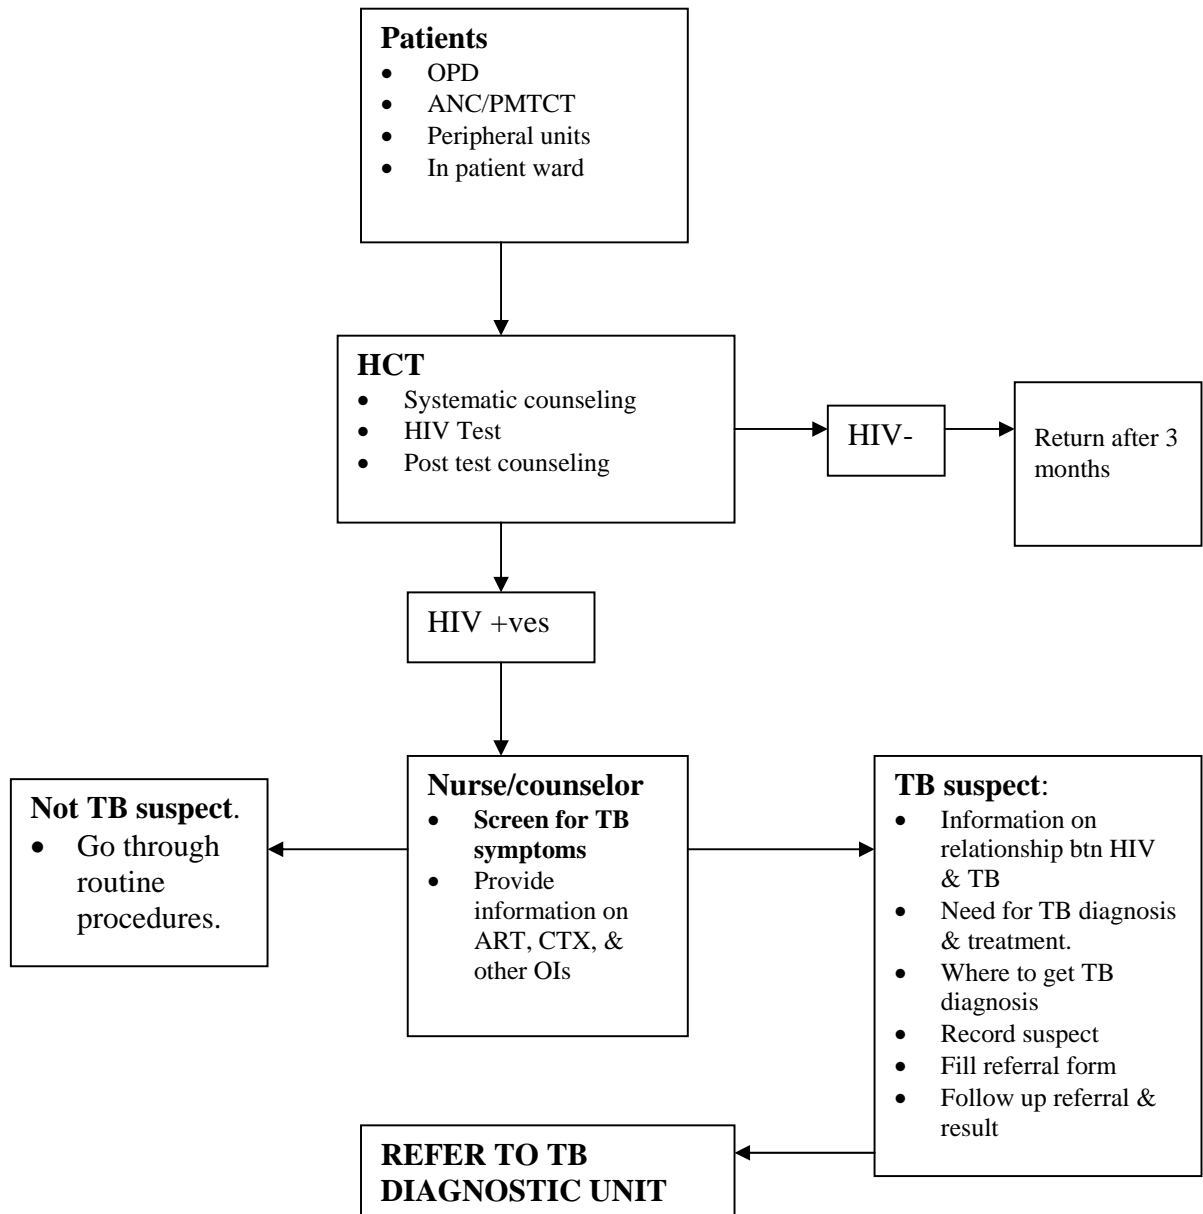 Patients
• OPD
• ANC/PMTCT
• Peripheral units
• In patient ward
HCT
• Systematic counseling
• HIV Test
• Post test counseling
HIV-
Return after 3
months
HIV +ves
Not TB suspect.
• Go through
routine
procedures.
Nurse/counselor
• Screen for TB
symptoms
• Provide
information on
ART, CTX, &
other OIs
TB suspect:
• Information on
relationship btn HIV
& TB
• Need for TB diagnosis
& treatment.
• Where to get TB
diagnosis
• Record suspect
• Fill referral form
• Follow up referral &
result
REFER TO TB
DIAGNOSTIC UNIT